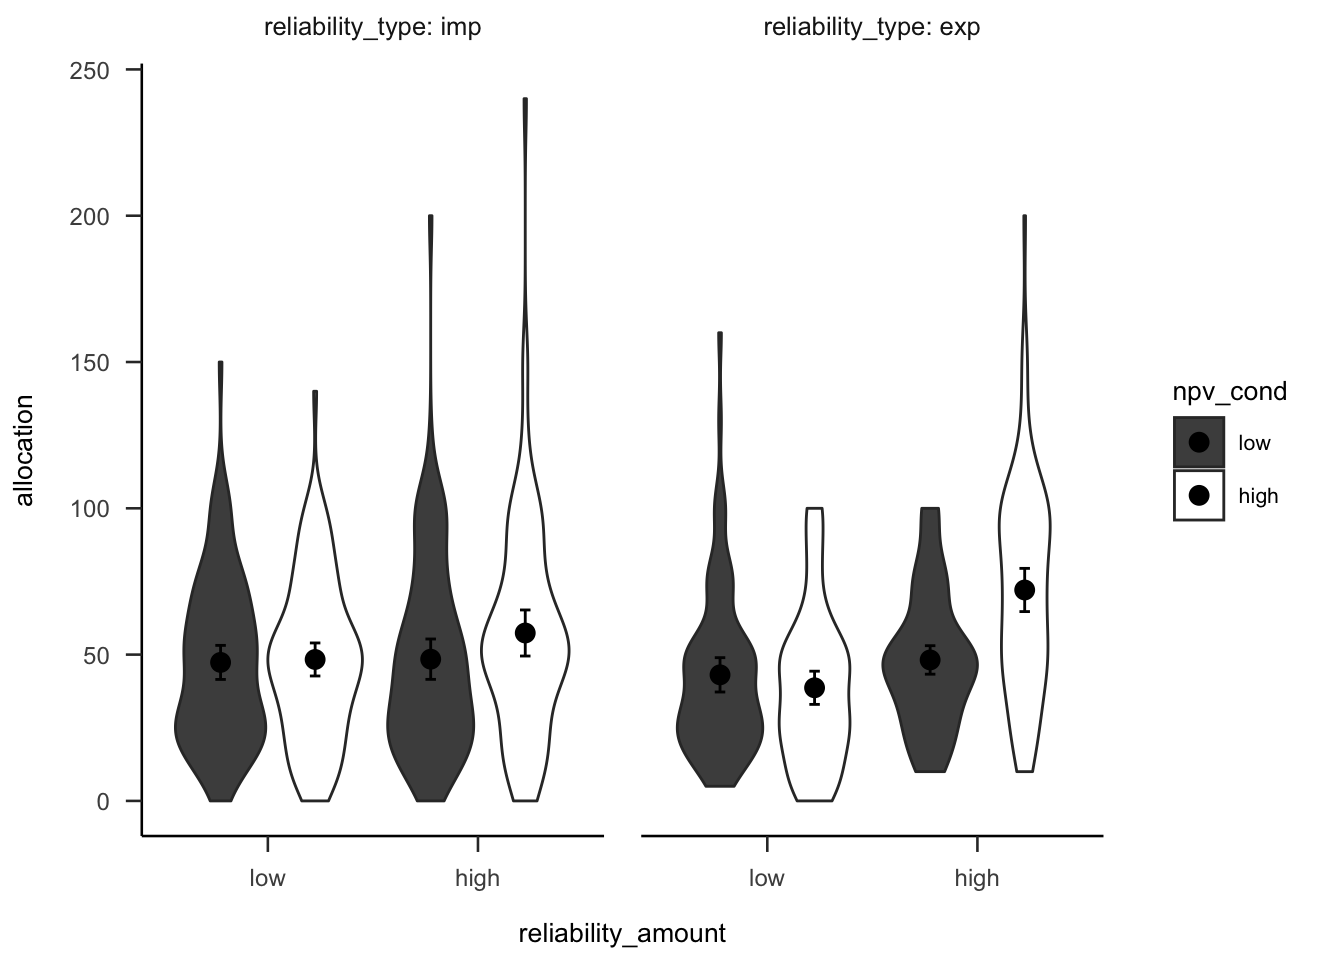 reliability_type: imp
reliability_type: exp
250
200
150
100
50
0
allocation
low
high
low
high
reliability_amount
npv_cond
low
high